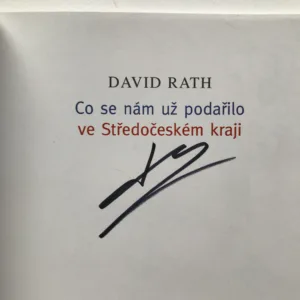 DAVID RATH
Co se nám už podařilo
ve Středočeském kraji